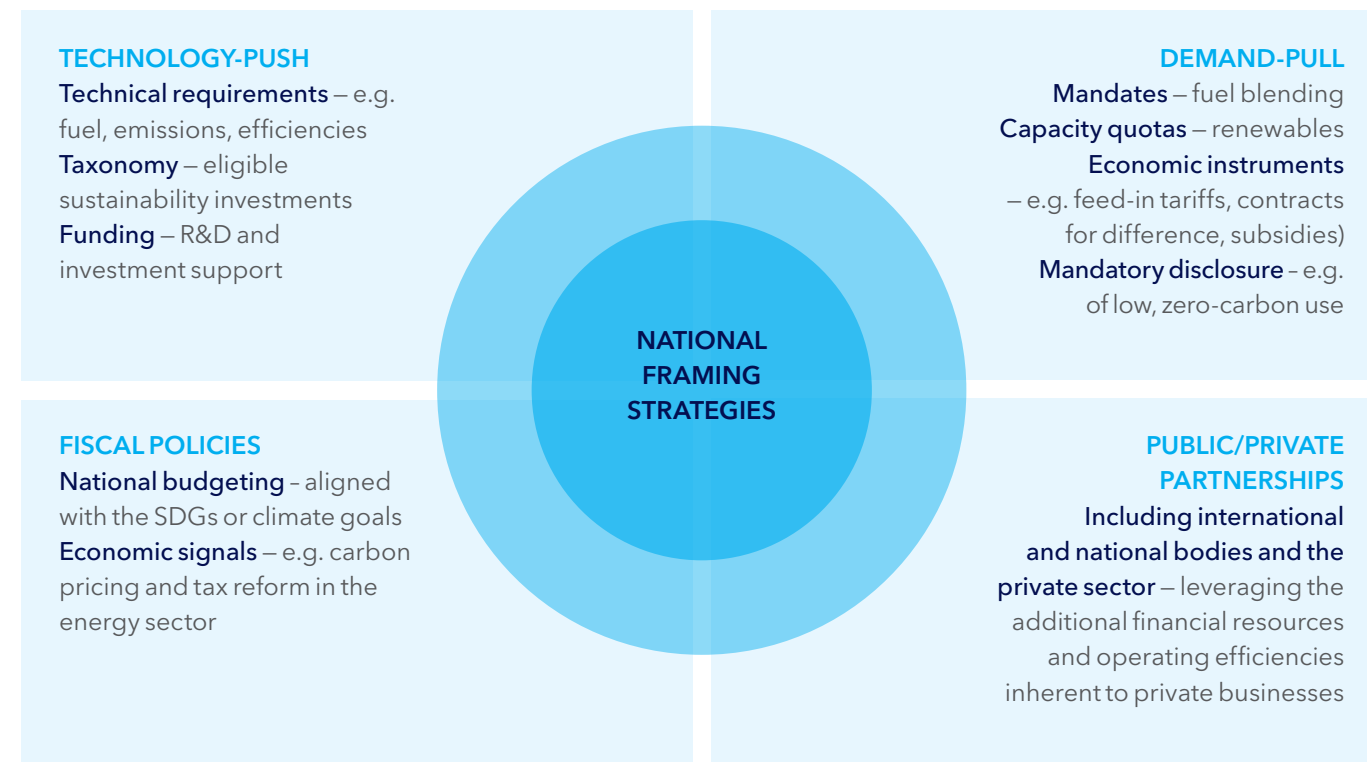 TECHNOLOGY-PUSH
Technical requirements – e.g.
fuel, emissions, efficiencies
Taxonomy – eligible
sustainability investments
Funding – R&D and
investment support
DEMAND-PULL
Mandates – fuel blending
Capacity quotas – renewables
Economic instruments
– e.g. feed-in tariffs, contracts
for difference, subsidies)
Mandatory disclosure – e.g.
of low, zero-carbon use
NATIONAL
FRAMING
STRATEGIES
FISCAL POLICIES
National budgeting – aligned
with the SDGs or climate goals
Economic signals – e.g. carbon
pricing and tax reform in the
energy sector
PUBLIC/PRIVATE
PARTNERSHIPS
Including international
and national bodies and the
private sector – leveraging the
additional financial resources
and operating efficiencies
inherent to private businesses